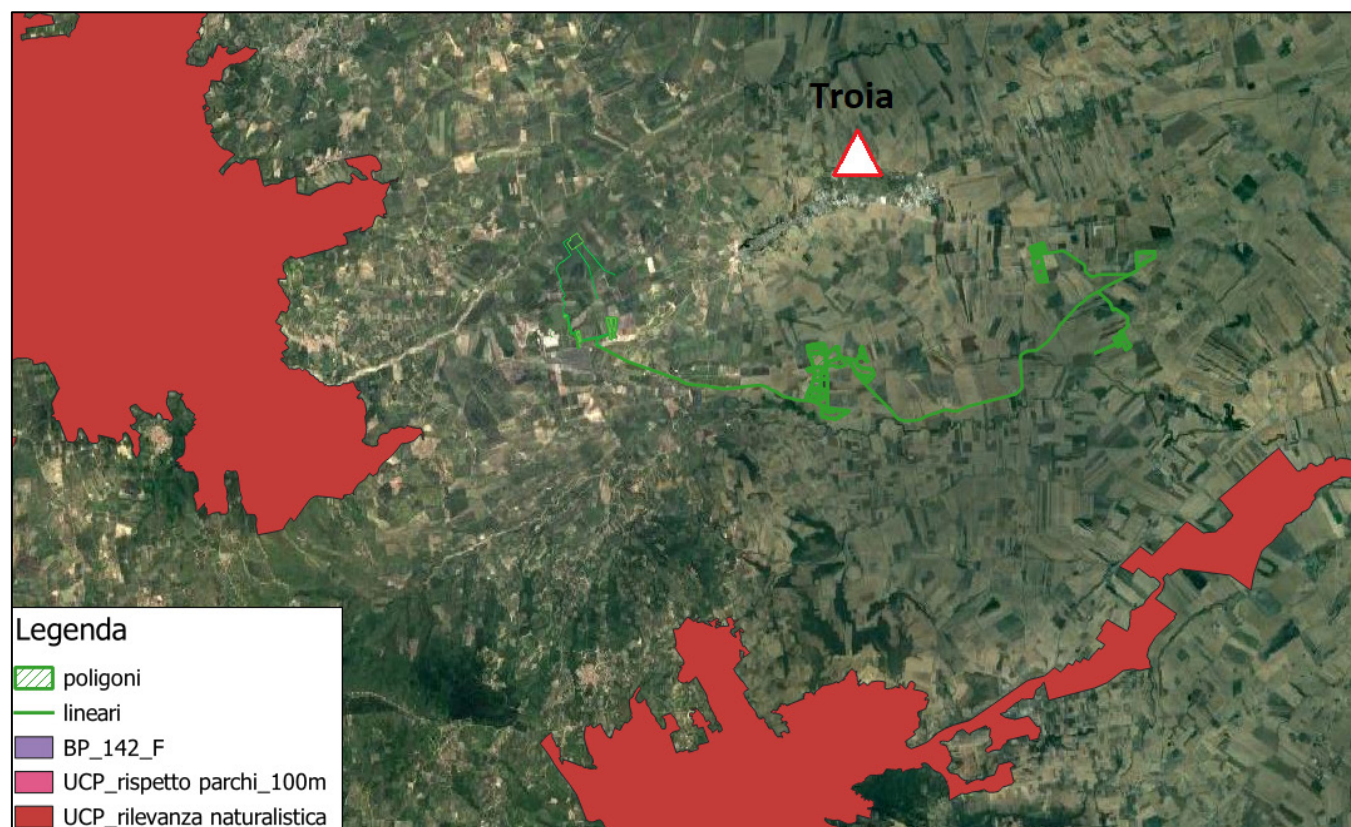 Troia
Legenda
poligoni
lineari
BP_142_F
UCP_rispetto parchi_100m
UCP_rilevanza naturalistica